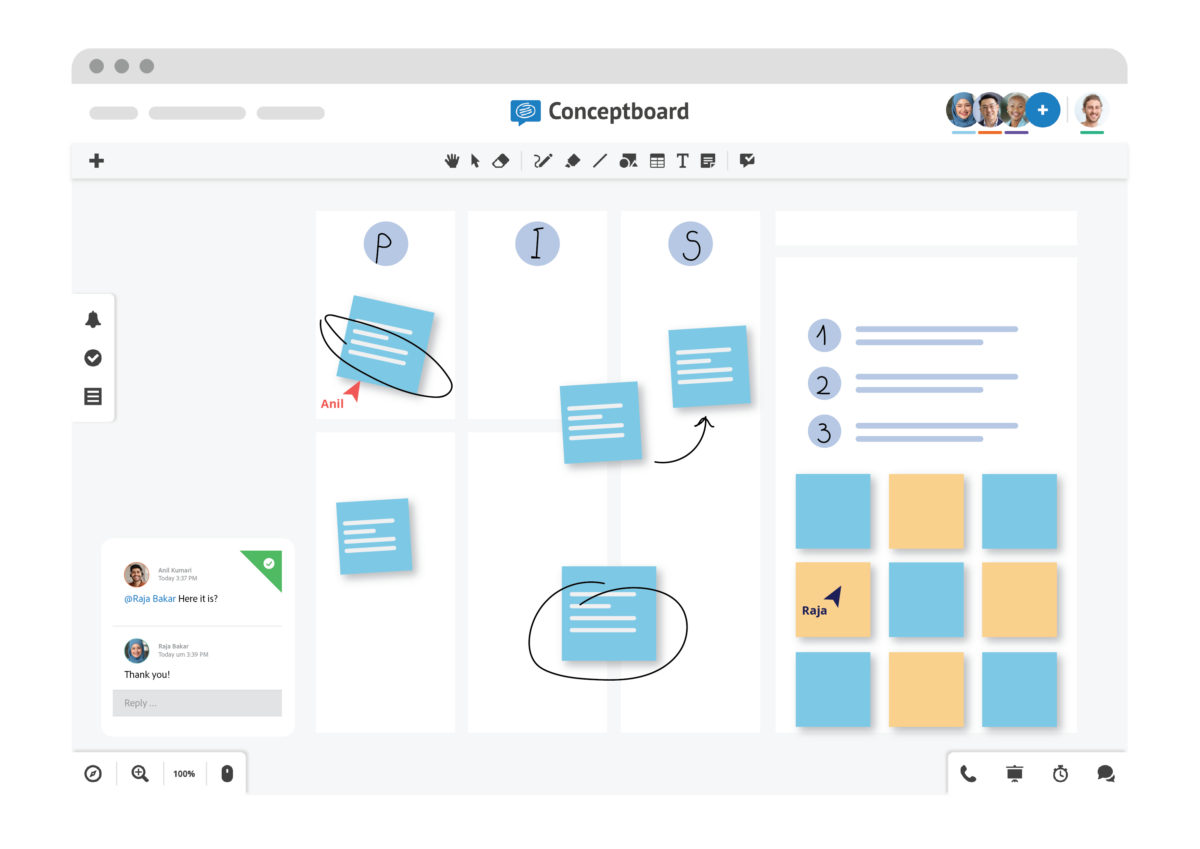 Conceptboard
P I S
Anil
1
2
3
Raja
Anil Kumari
Today 3:37 PM
@Raja Bakar Here it is?
Raja Bakar
Today um 3:39 PM
Thank you!
Reply ...
100%